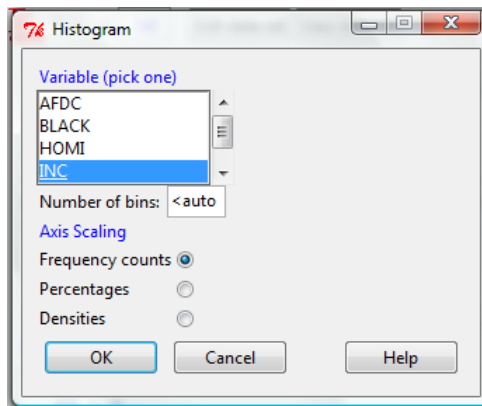 Histogram
Variable (pick one)
AFDC
BLACK
HOMI
INC
Number of bins: <auto
Axis Scaling
Frequency counts
Percentages
Densities
OK Cancel Help